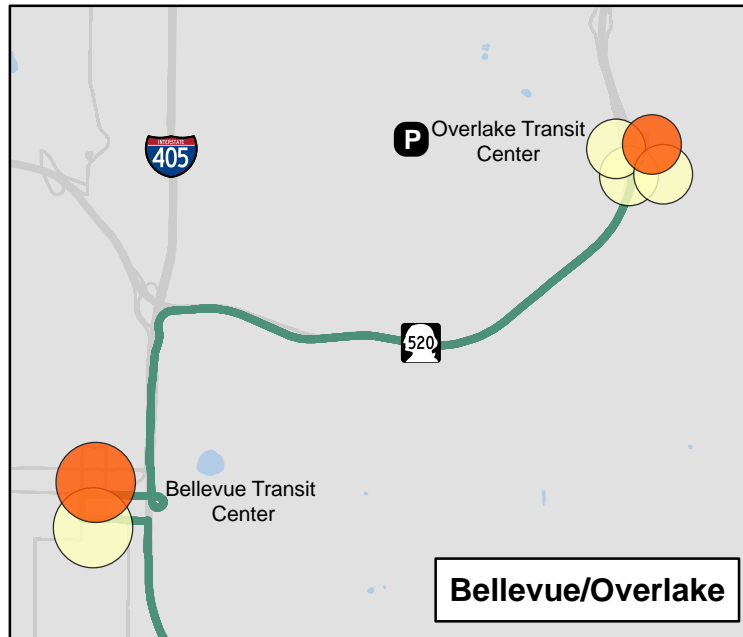 P
Overlake Transit
Center
INTERSTATE
405
520
Bellevue Transit
Center
Bellevue/Overlake